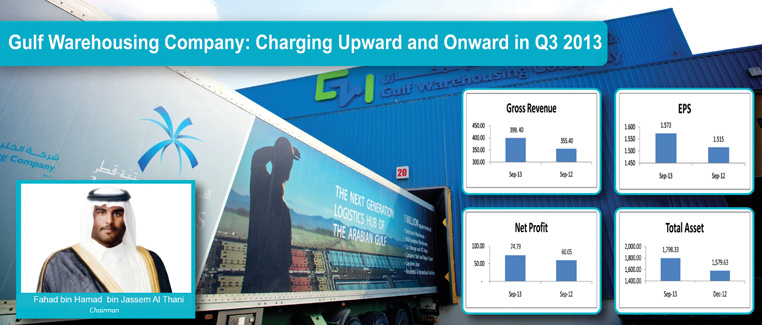 Gulf Warehousing Company: Charging Upward and Onward in Q3 2013
Gulf Warehousing Company
شركة الخليج
ng Company
20
THE NEXT GENERATION
LOGISTICS HUB OF
THE ARABIAN GULF
1 MILLION
Fahad bin Hamad bin Jassem Al Thani
Chairman
Gross Revenue
450.00
400.00
350.00
300.00
399.40
355.40
Sep-13
Sep-12
EPS
1.600
1.550
1.500
1.450
1.573
1.515
Sep-13
Sep-12
Net Profit
100.00
50.00
-
74.79
60.05
Sep-13
Sep-12
Total Asset
2,000.00
1,800.00
1,600.00
1,400.00
1,798.33
1,579.63
Sep-13
Dec-12